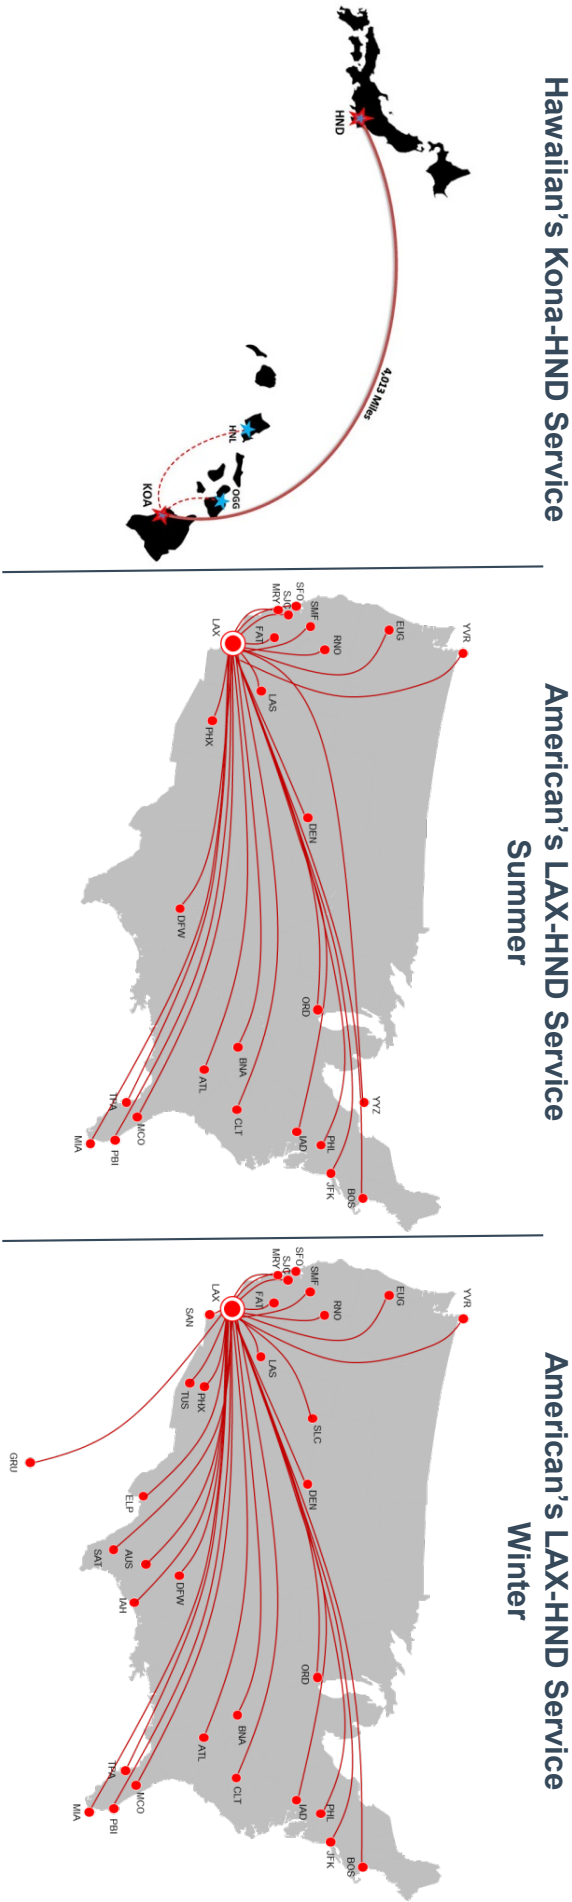 Hawaiian's Kona-HND Service
HND
4,013 Miles
HNL
OGG
KOA
American's LAX-HND Service
Summer
YVR
EUG
SMF
SFO
SJC
MRY
RNO
FAT
LAX
LAS
PHX
DEN
DFW
ORD
YYZ
BNA
ATL
CLT
IAD
PHL
JFK
BOS
TPA
MCO
PBI
MIA
American's LAX-HND Service
Winter
YVR
EUG
SMF
SFO
SJC
MRY
RNO
FAT
LAX
SAN
LAS
SLC
PHX
TUS
GRU
DEN
ELP
SAT
AUS
DFW
IAH
ORD
BNA
ATL
CLT
IAD
PHL
JFK
BOS
TPA
MCO
PBI
MIA